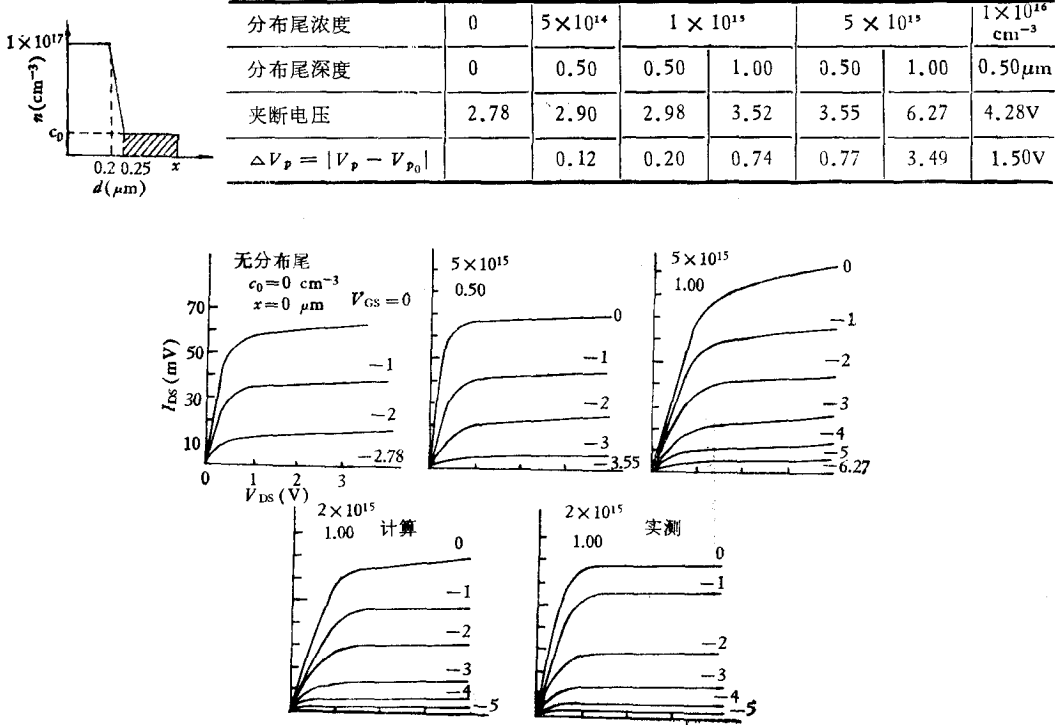 1×10¹⁷
n(cm⁻³)
c₀
0.2 0.25 x
d(μm)
分布尾浓度 0 5×10¹⁴ 1×10¹⁵ 5×10¹⁵ 1×10¹⁶ cm⁻³
分布尾深度 0 0.50 0.50 1.00 0.50 1.00 0.50μm
夹断电压 2.78 2.90 2.98 3.52 3.55 6.27 4.28V
△Vₚ = |Vₚ − Vₚ₀| 0.12 0.20 0.74 0.77 3.49 1.50V
无分布尾
c₀=0 cm⁻³
x=0 μm V_GS=0
70
50
30
10
I_DS(mV)
−1
−2
−2.78
0 1 2 3
V_DS(V)
5×10¹⁵
0.50
0
−1
−2
−3
−3.55
5×10¹⁵
1.00
0
−1
−2
−3
−4
−5
−6.27
2×10¹⁵
1.00 计算
0
−1
−2
−3
−4
−5
2×10¹⁵
1.00 实测
0
−1
−2
−3
−4
−5